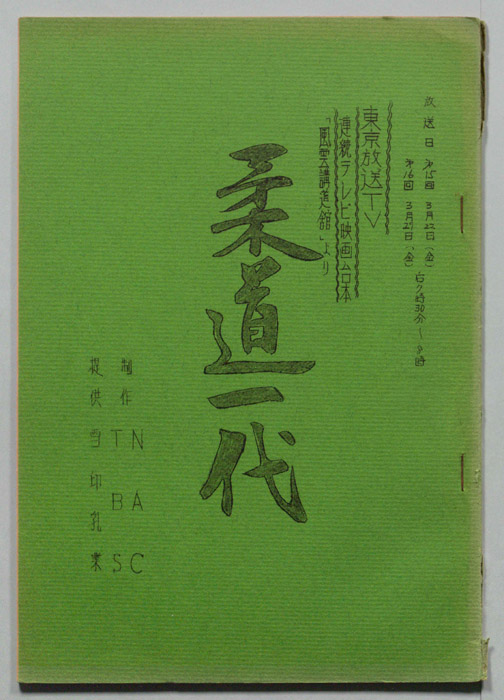 放送日 第15回 3月20日(金) 后7時30分～8時
第16回 3月27日(金)
東京放送TV
連続テレビ映画台本
「風雲講道館」より
柔道一代
制作 TBS
NAC
提供 雪印乳業